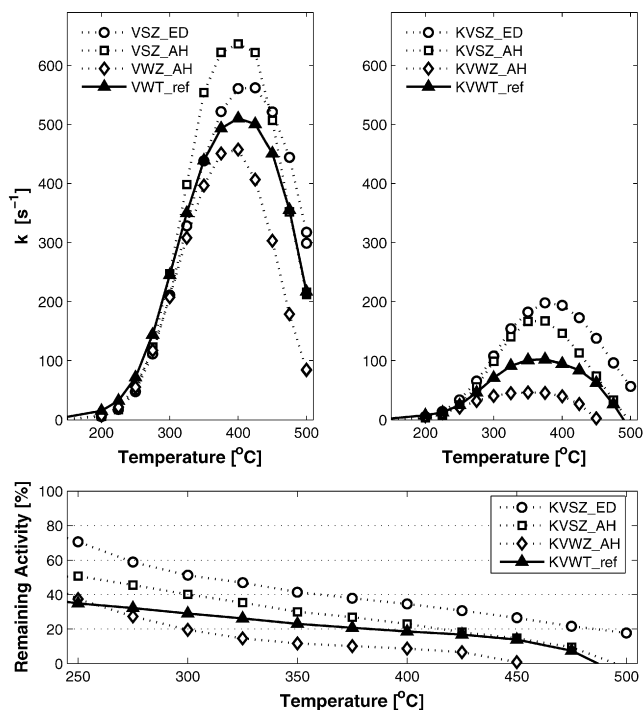 VSZ_ED
VSZ_AH
VWZ_AH
VWT_ref
600
500
400
300
200
100
0
k [s⁻¹]
200 300 400 500
Temperature [°C]
KVSZ_ED
KVSZ_AH
KVWZ_AH
KVWT_ref
600
500
400
300
200
100
0
200 300 400 500
Temperature [°C]
100
80
60
40
20
0
Remaining Activity [%]
KVSZ_ED
KVSZ_AH
KVWZ_AH
KVWT_ref
250 300 350 400 450 500
Temperature [°C]